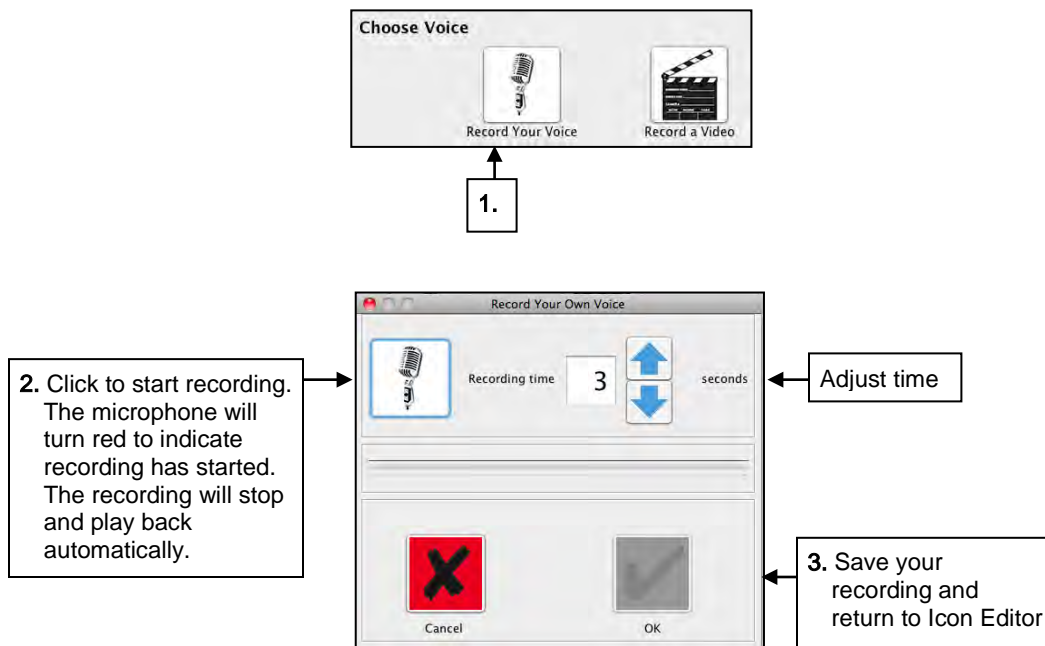 Choose Voice
Record Your Voice
Record a Video
1.
Record Your Own Voice
2. Click to start recording.
The microphone will
turn red to indicate
recording has started.
The recording will stop
and play back
automatically.
Recording time
3
seconds
Adjust time
Cancel
OK
3. Save your
recording and
return to Icon Editor